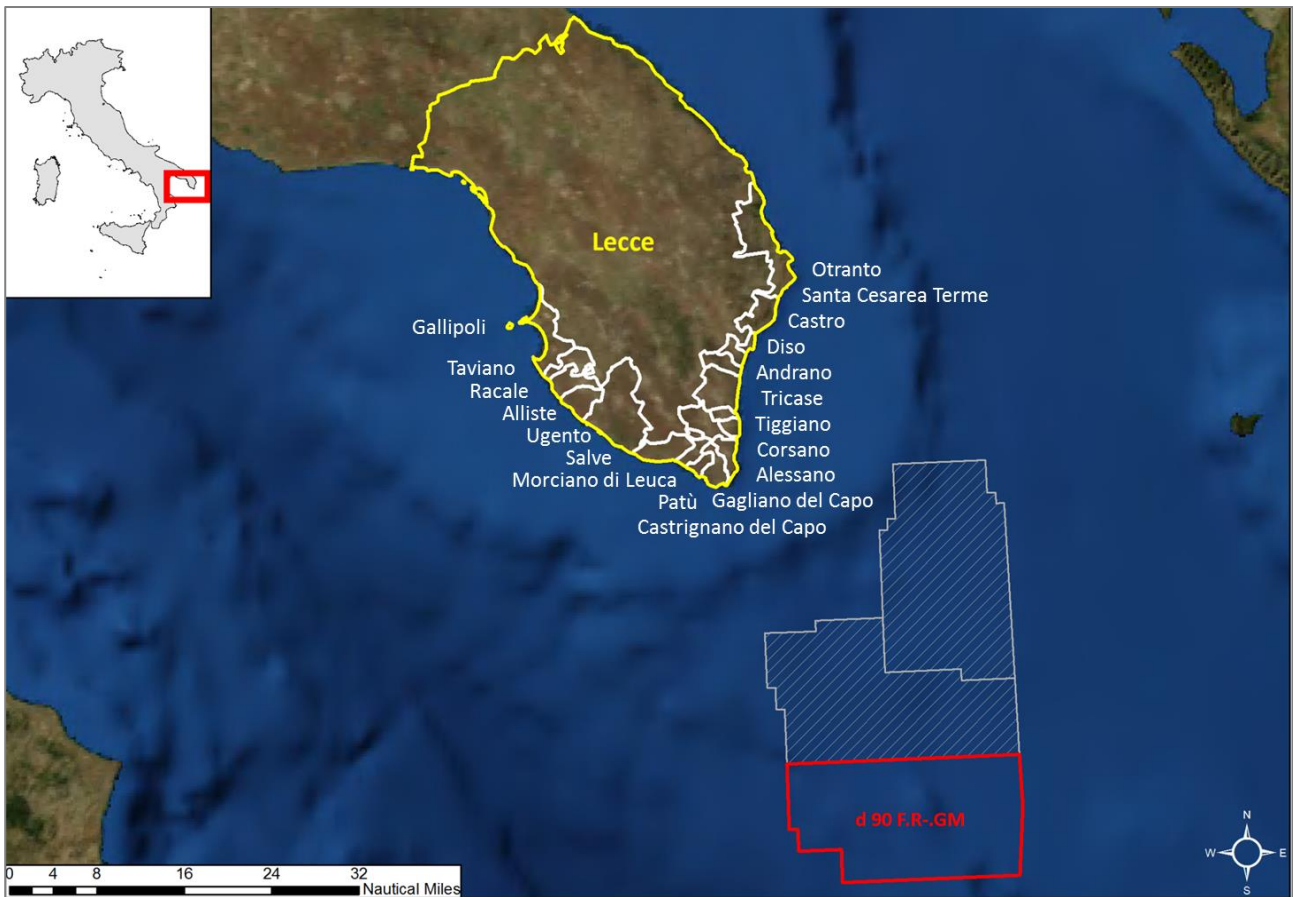 Lecce
Otranto
Santa Cesarea Terme
Castro
Diso
Andrano
Tricase
Tiggiano
Corsano
Alessano
Gagliano del Capo
Gallipoli
Taviano
Racale
Alliste
Ugento
Salve
Morciano di Leuca
Patù
Castrignano del Capo
d 90 F.R-.GM
N
W E
S
0 4 8 16 24 32
Nautical Miles